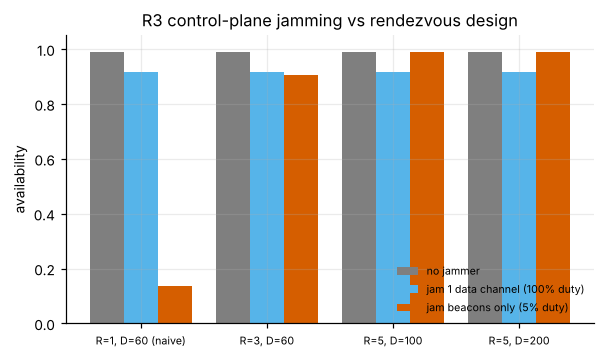 R3 control-plane jamming vs rendezvous design
availability
1.0
0.8
0.6
0.4
0.2
0.0
no jammer
jam 1 data channel (100% duty)
jam beacons only (5% duty)
R=1, D=60 (naive)
R=3, D=60
R=5, D=100
R=5, D=200